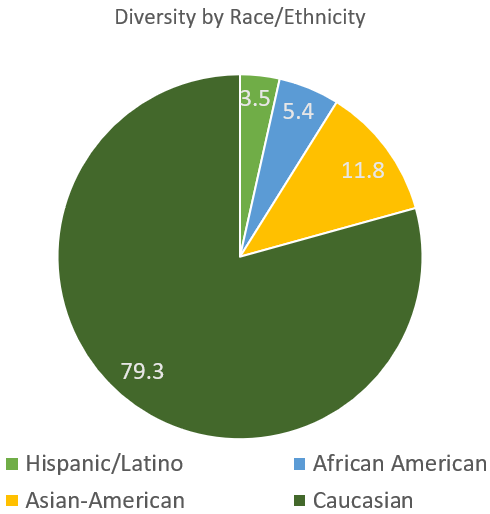 Diversity by Race/Ethnicity
3.5
5.4
11.8
79.3
Hispanic/Latino
African American
Asian-American
Caucasian